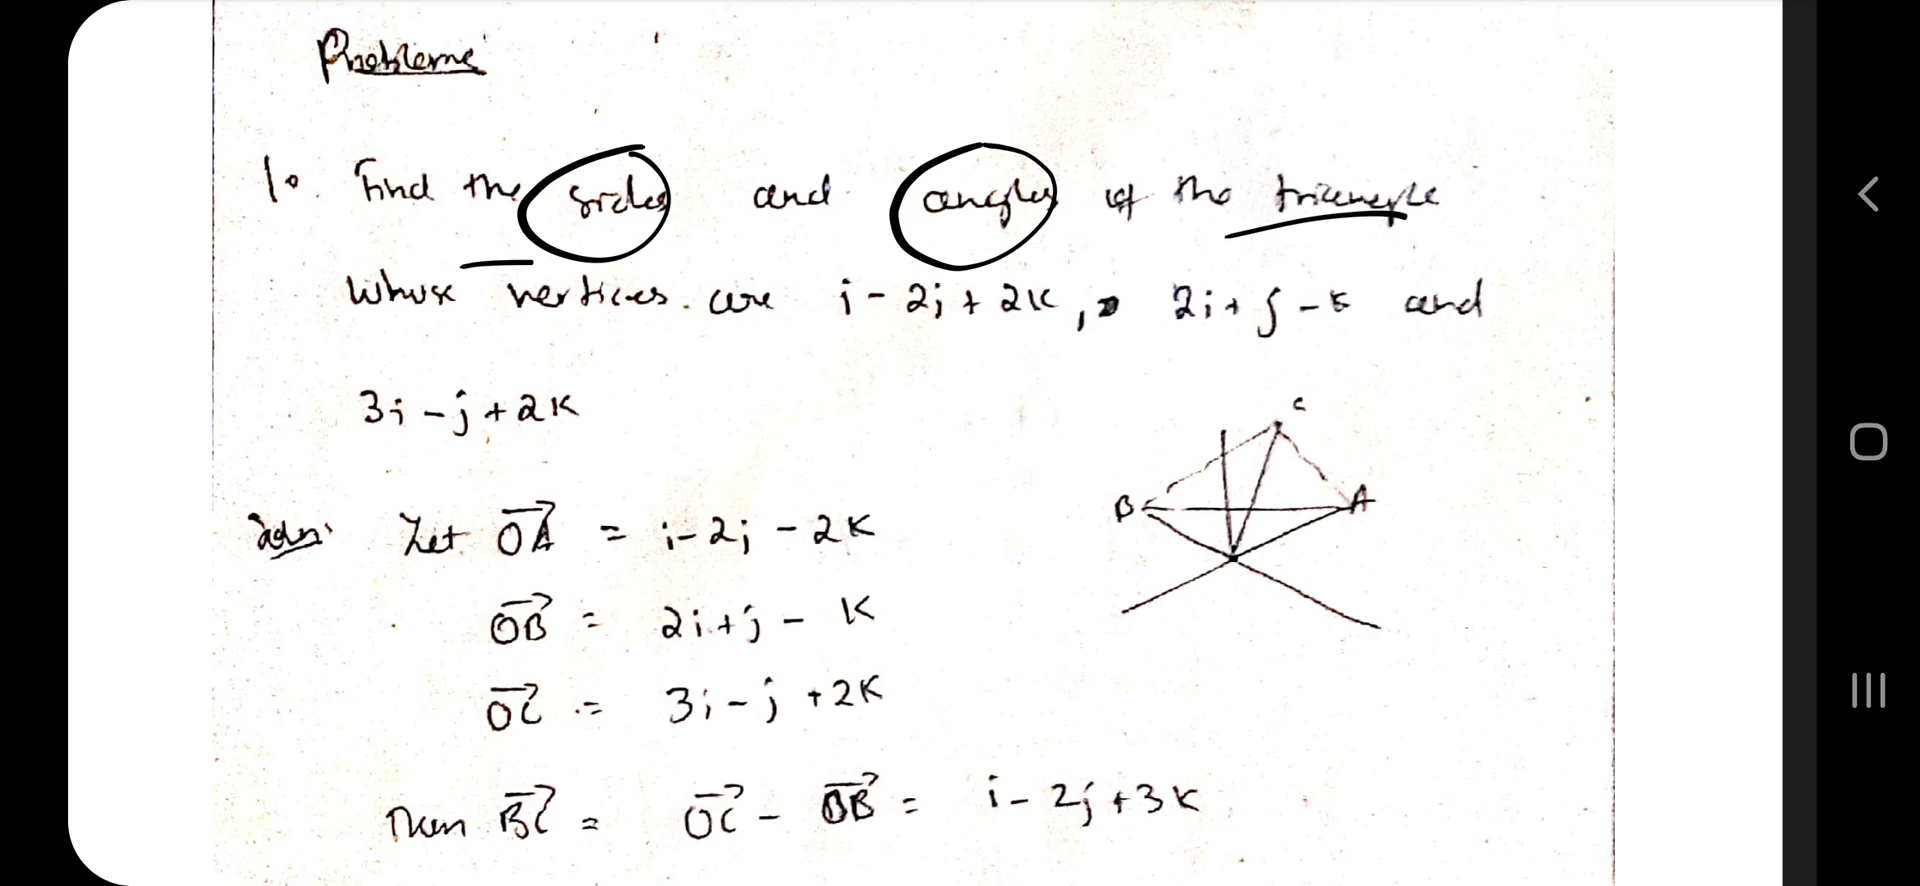 Problems
1. Find the sides and angles of the triangle
whose vertices are i - 2j + 2k, 2i + j - k and
3i - j + 2k
C
B A
Soln: Let OA = i - 2j - 2k
OB = 2i + j - k
OC = 3i - j + 2k
Then BC = OC - OB = i - 2j + 3k